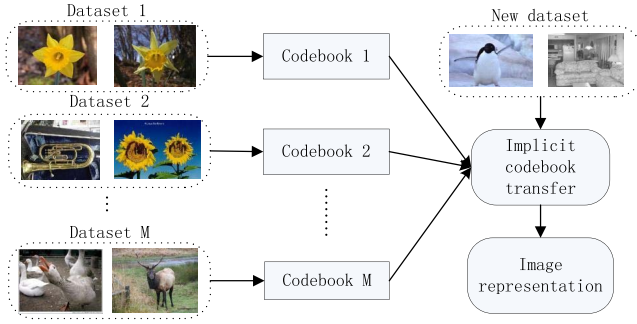 Dataset 1
Codebook 1
Dataset 2
Codebook 2
Dataset M
Codebook M
New dataset
Implicit
codebook
transfer
Image
representation